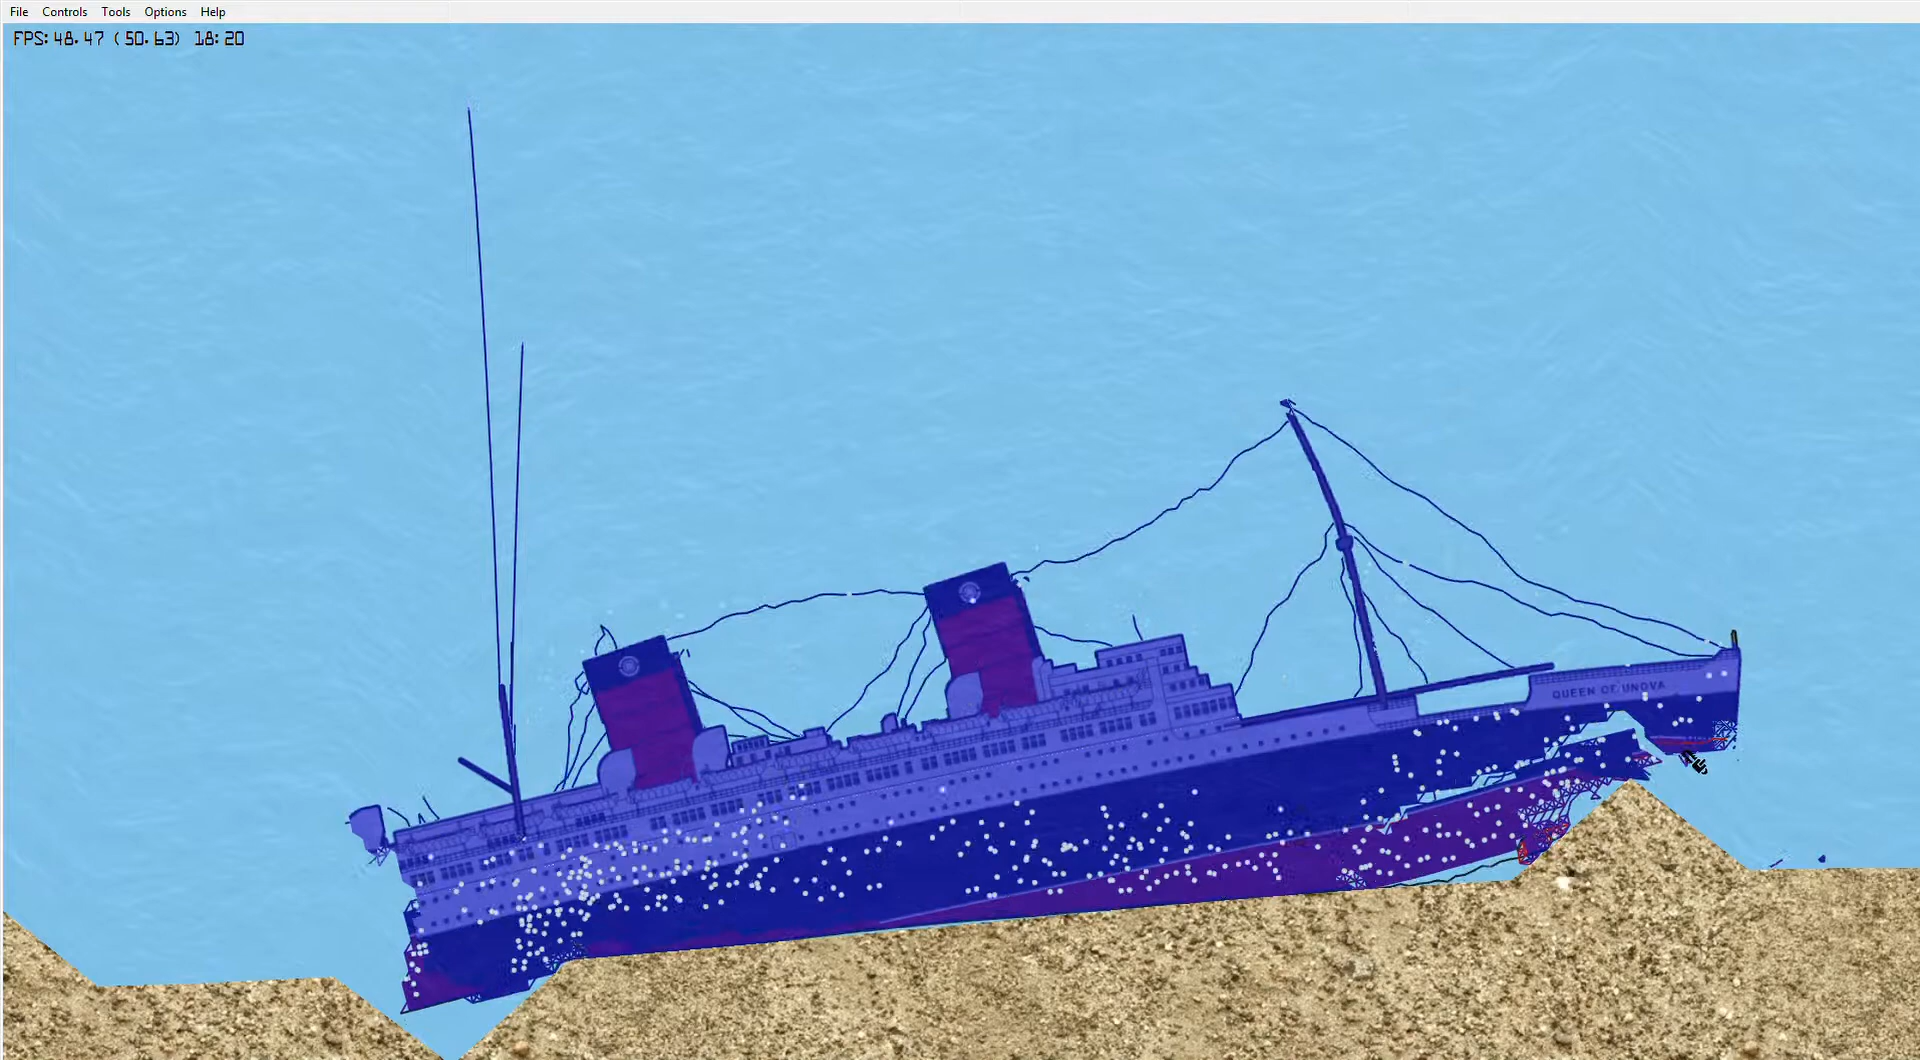 File Controls Tools Options Help
FPS: 48.47 (50.63) 18:20
QUEEN OF UNOVA